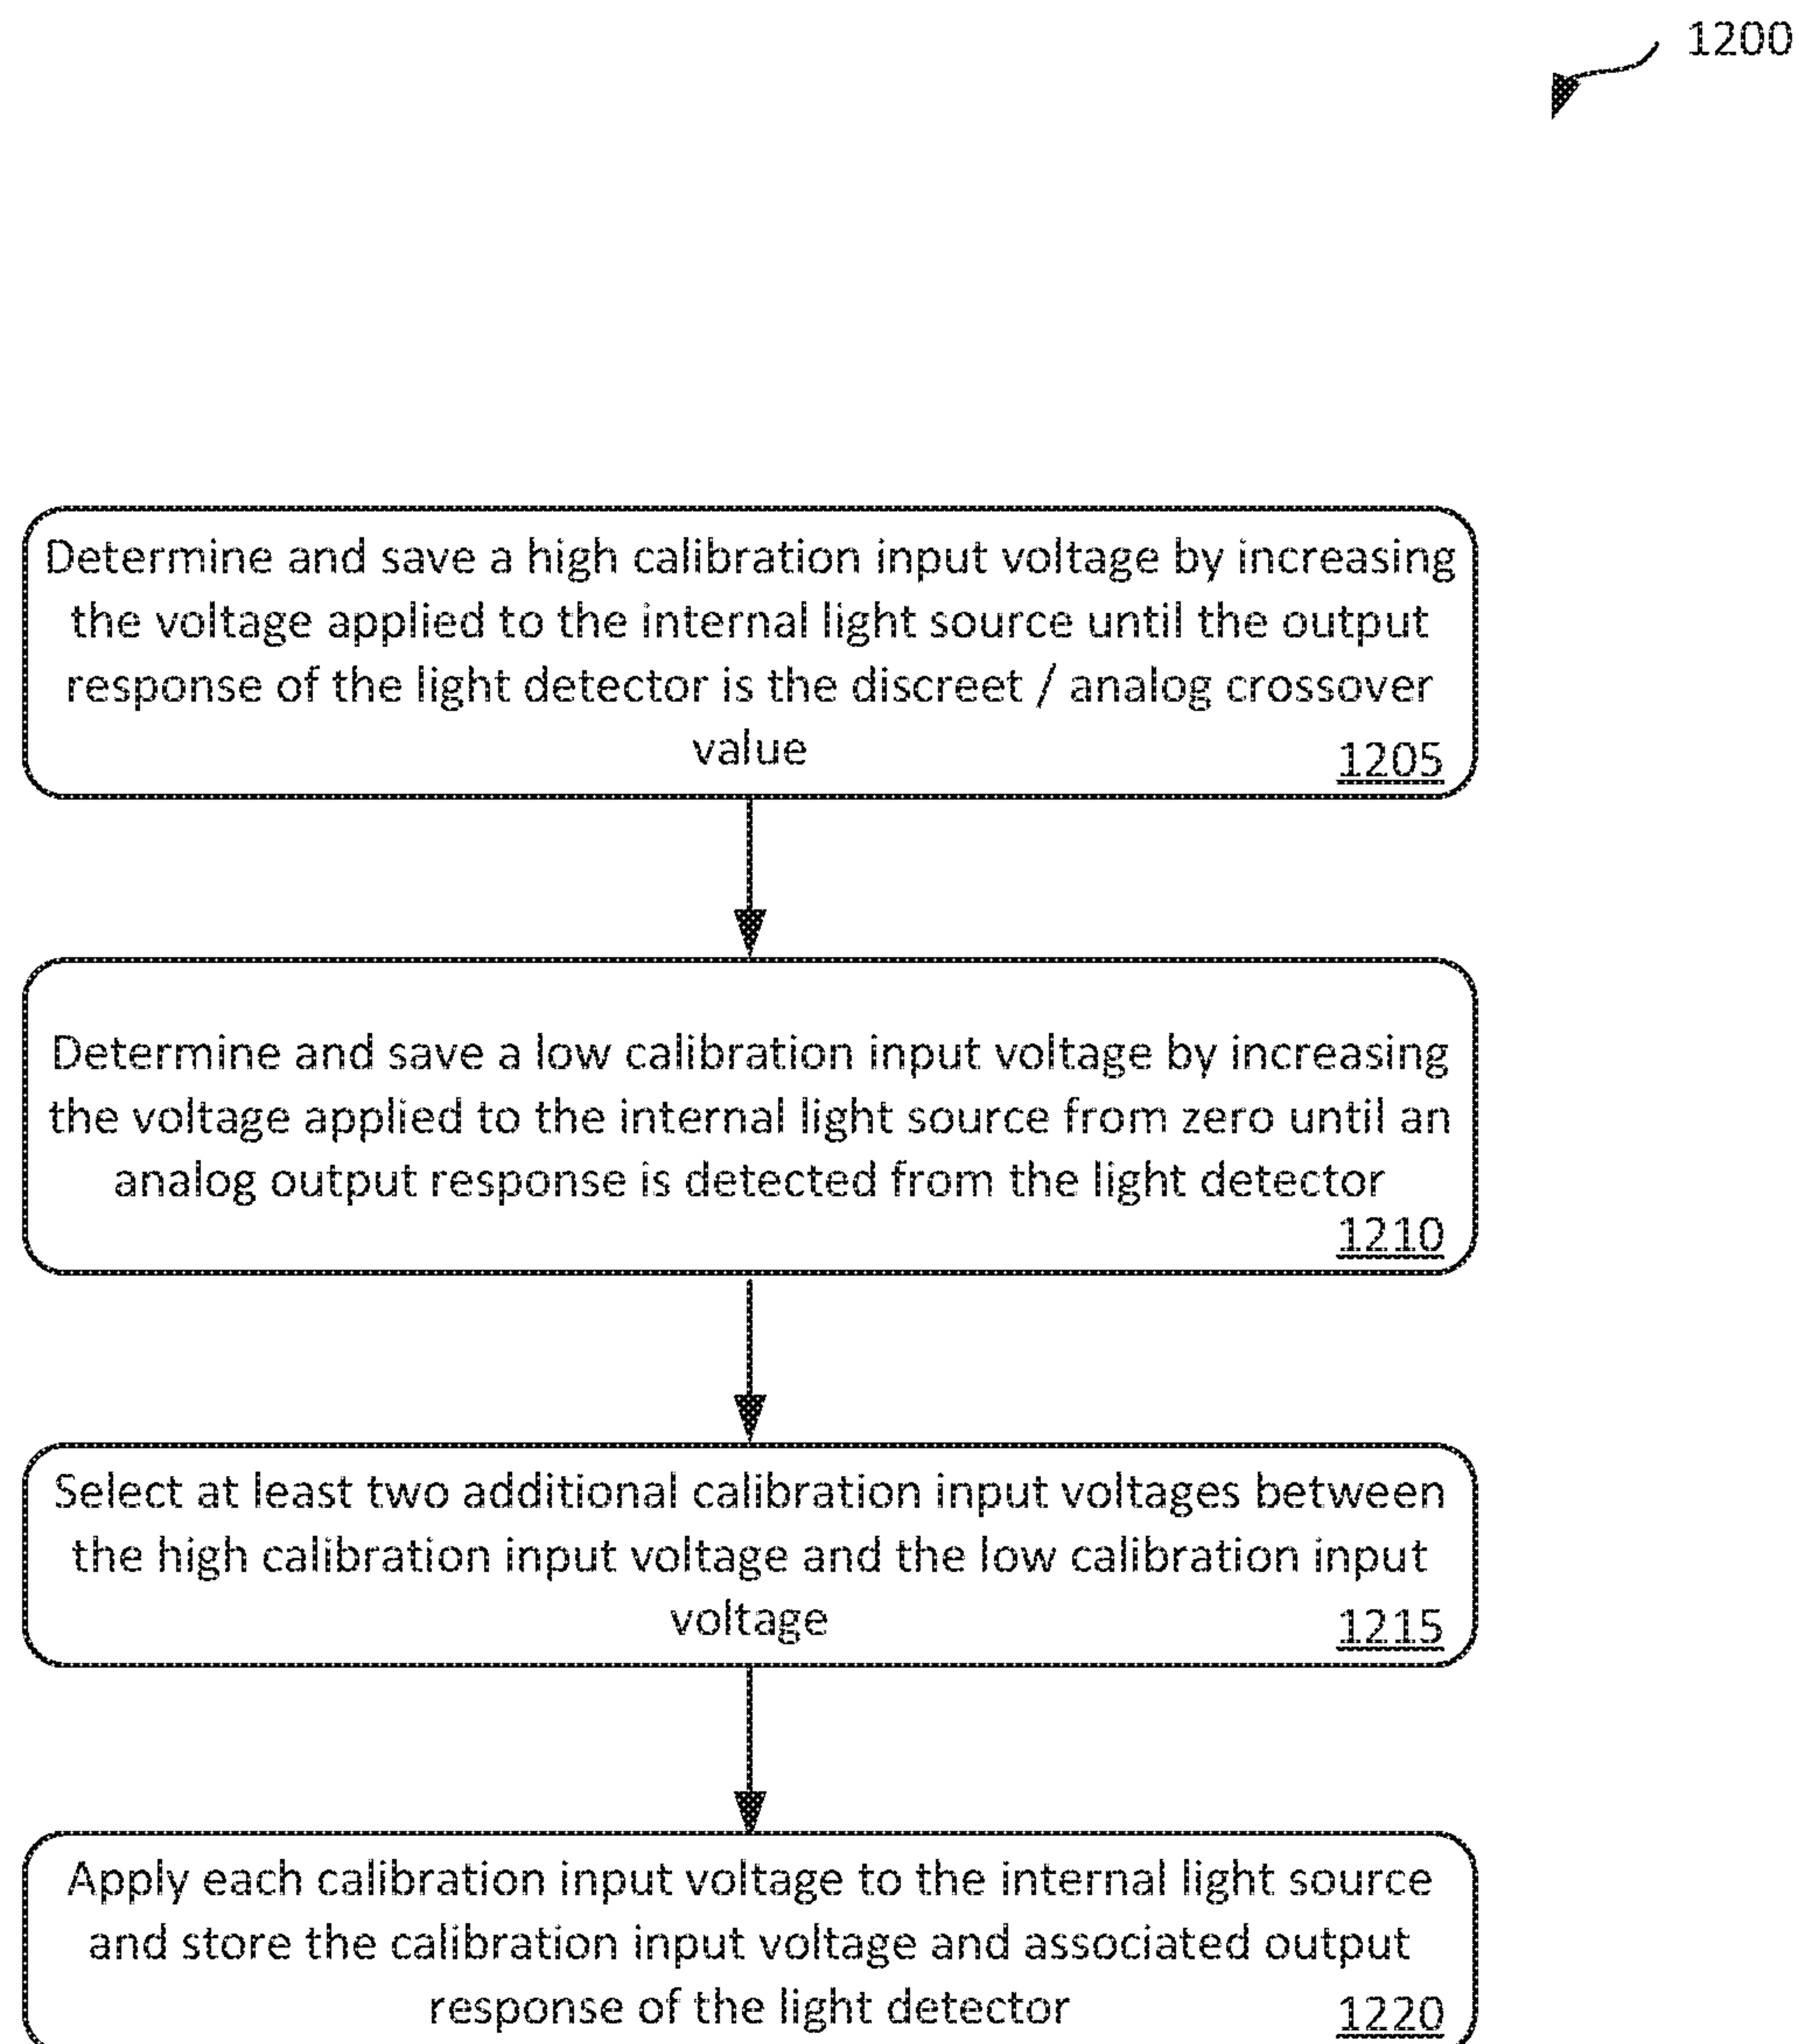 1200
Determine and save a high calibration input voltage by increasing
the voltage applied to the internal light source until the output
response of the light detector is the discreet / analog crossover
value
1205
Determine and save a low calibration input voltage by increasing
the voltage applied to the internal light source from zero until an
analog output response is detected from the light detector
1210
Select at least two additional calibration input voltages between
the high calibration input voltage and the low calibration input
voltage
1215
Apply each calibration input voltage to the internal light source
and store the calibration input voltage and associated output
response of the light detector
1220